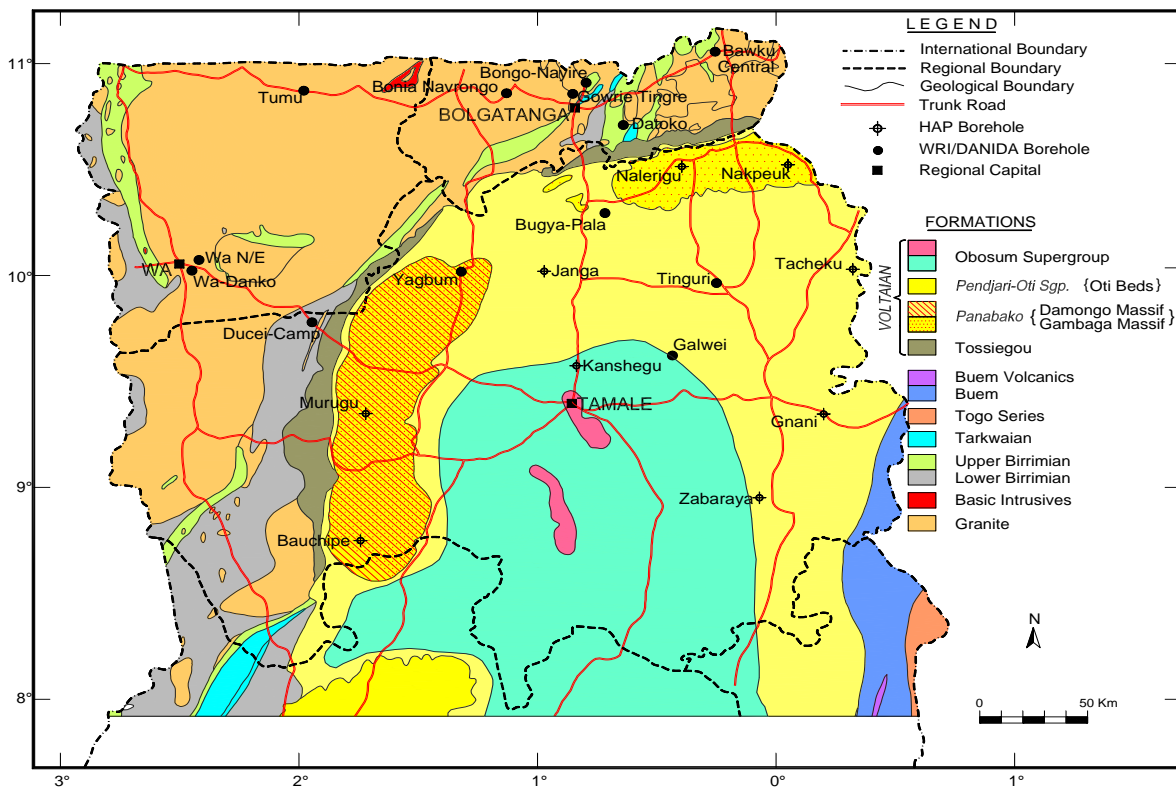 LEGEND
International Boundary
Regional Boundary
Geological Boundary
Trunk Road
HAP Borehole
WRI/DANIDA Borehole
Regional Capital
FORMATIONS
VOLTAIAN
Obosum Supergroup
Pendjari-Oti Sgp. {Oti Beds}
Panabako { Damongo Massif }
Gambaga Massif
Tossiegou
Buem Volcanics
Buem
Togo Series
Tarkwaian
Upper Birrimian
Lower Birrimian
Basic Intrusives
Granite
N
0 50 Km
11°
10°
9°
8°
3° 2° 1° 0° 1°
Bawku
Central
Bongo-Nayire
Bonia Navrongo
Gowrie Tingre
Tumu
BOLGATANGA
Datoko
Nalerigu
Nakpeuk
Bugya-Pala
Wa N/E
WA
Wa-Danko
Yagbum
Janga
Tinguri
Tacheku
Ducei-Camp
Galwei
Kanshegu
Murugu
TAMALE
Gnani
Zabaraya
Bauchipe